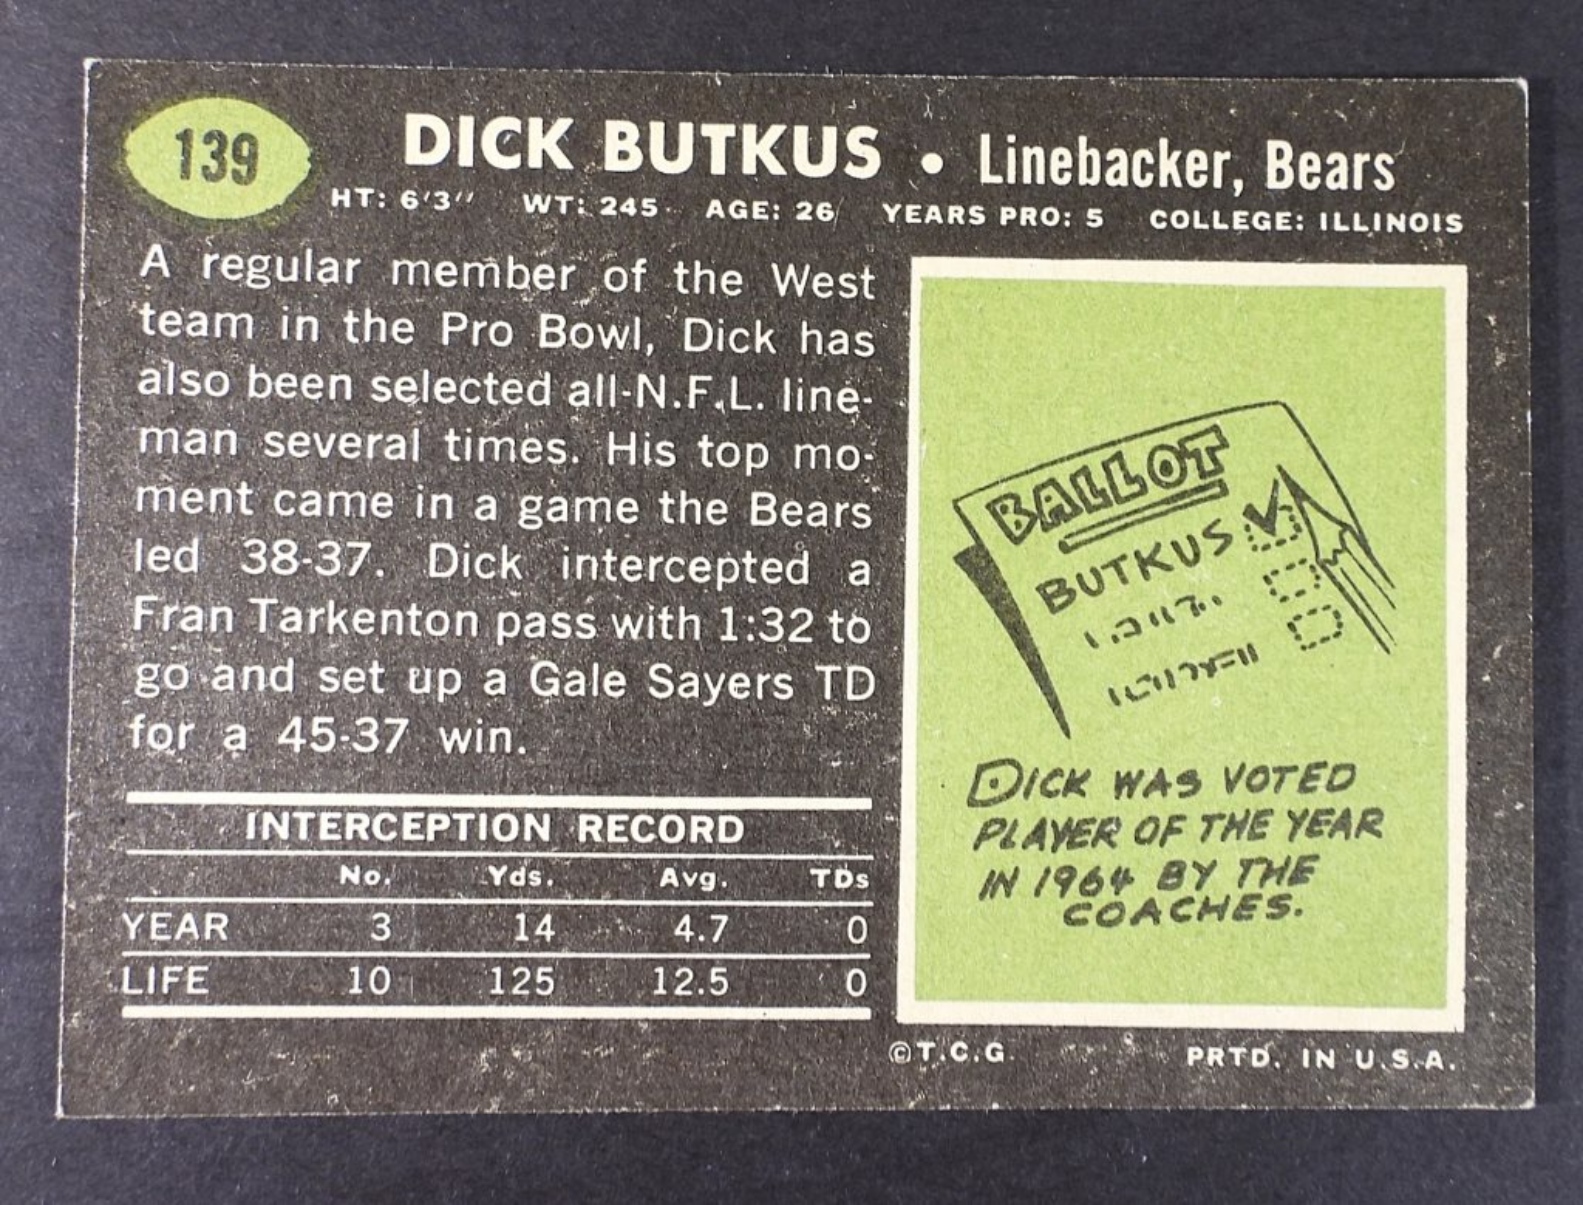 139
DICK BUTKUS • Linebacker, Bears
HT: 6'3" WT: 245 AGE: 26 YEARS PRO: 5 COLLEGE: ILLINOIS
A regular member of the West
team in the Pro Bowl, Dick has
also been selected all-N.F.L. line-
man several times. His top mo-
ment came in a game the Bears
led 38-37. Dick intercepted a
Fran Tarkenton pass with 1:32 to
go and set up a Gale Sayers TD
for a 45-37 win.
INTERCEPTION RECORD
No. Yds. Avg. TDs
YEAR 3 14 4.7 0
LIFE 10 125 12.5 0
BALLOT
BUTKUS
DICK WAS VOTED
PLAYER OF THE YEAR
IN 1964 BY THE
COACHES.
©T.C.G. PRTD. IN U.S.A.